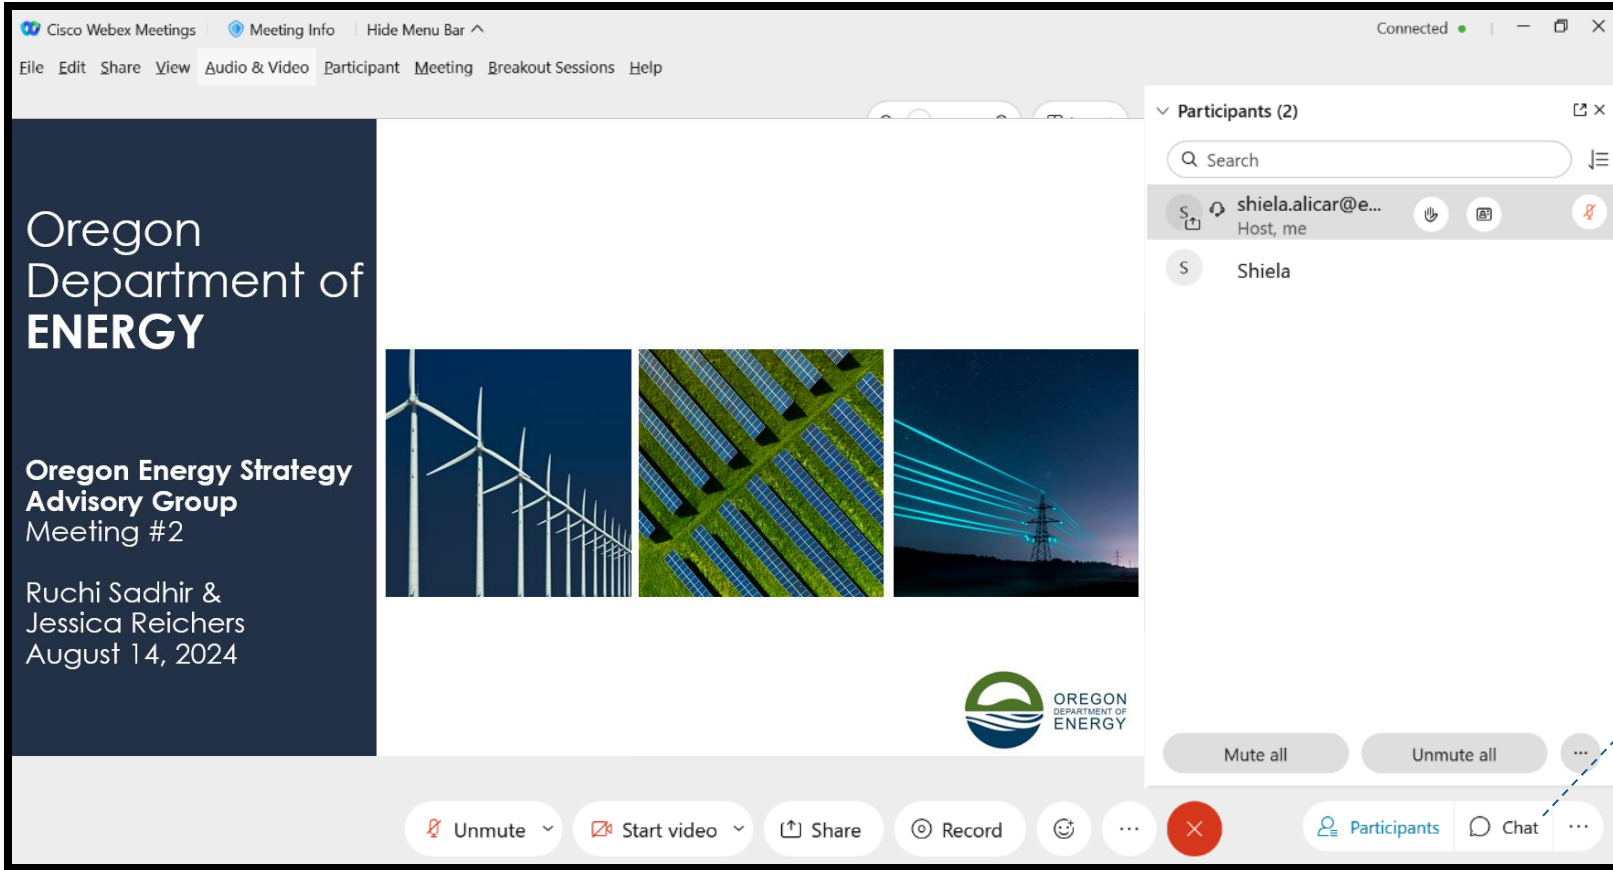 Cisco Webex Meetings
Meeting Info
Hide Menu Bar
Connected
File Edit Share View Audio & Video Participant Meeting Breakout Sessions Help
Oregon
Department of
ENERGY
Oregon Energy Strategy
Advisory Group
Meeting #2
Ruchi Sadhir &
Jessica Reichers
August 14, 2024
OREGON
DEPARTMENT OF
ENERGY
Participants (2)
Search
S
shiela.alicar@e...
Host, me
S
Shiela
Mute all
Unmute all
...
Unmute
Start video
Share
Record
...
Participants
Chat
...